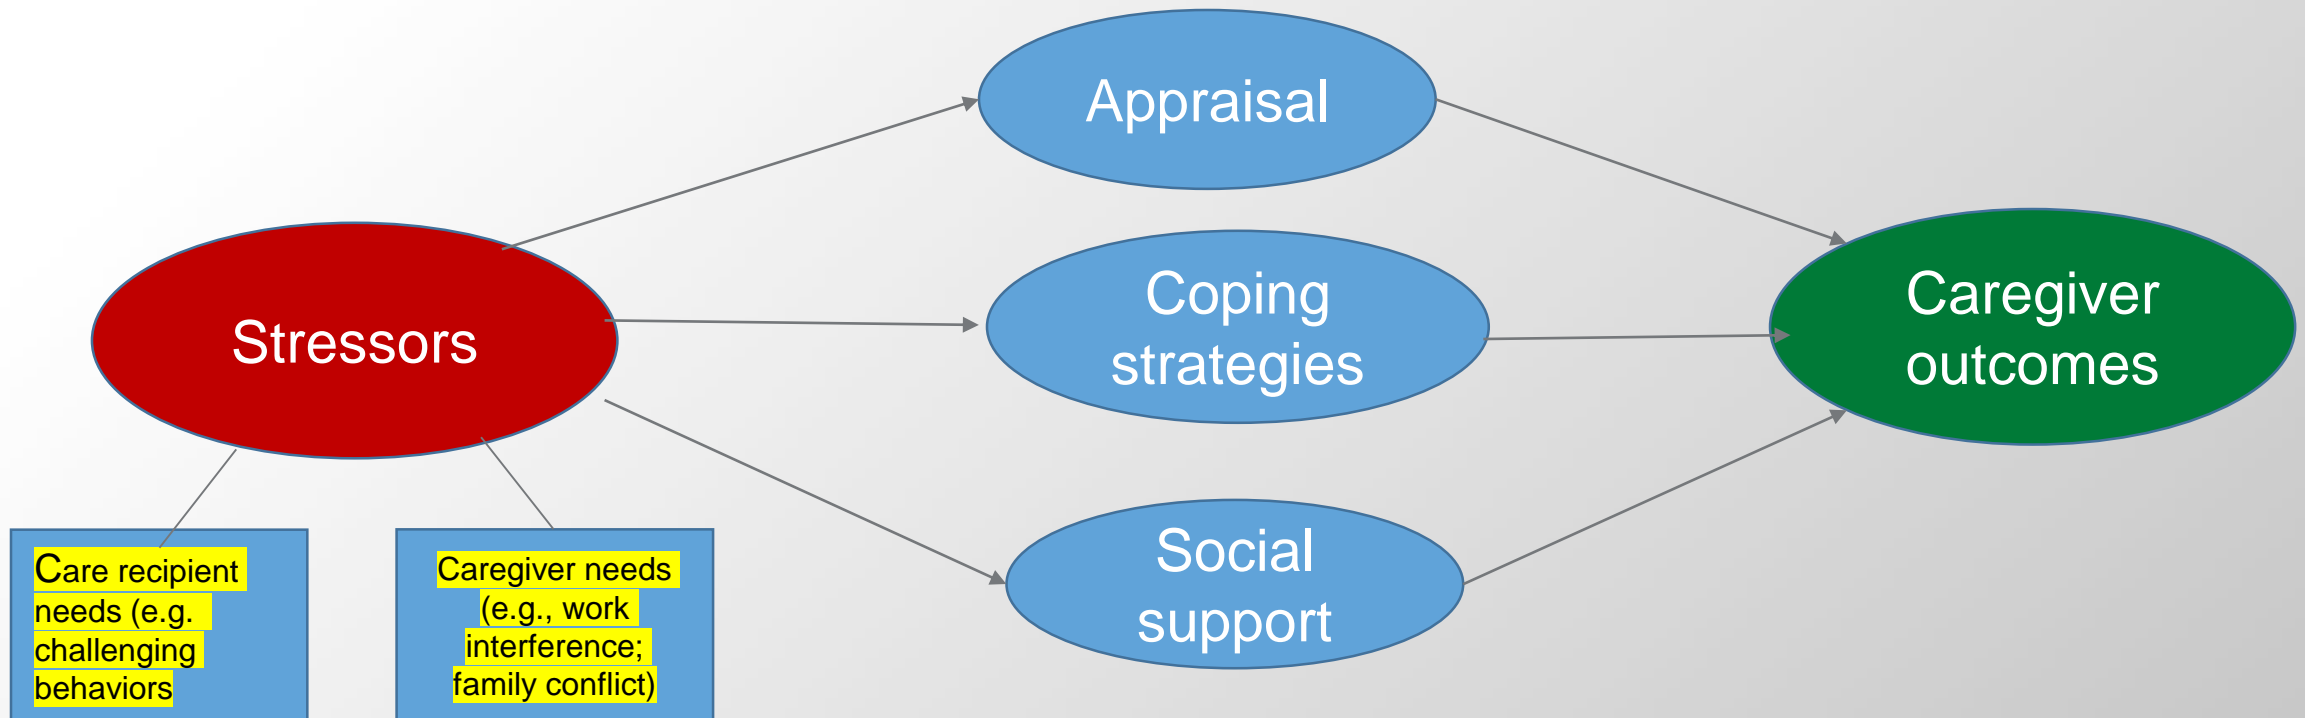 Appraisal
Stressors
Coping
strategies
Caregiver
outcomes
Social
support
Care recipient
needs (e.g.
challenging
behaviors
Caregiver needs
(e.g., work
interference;
family conflict)